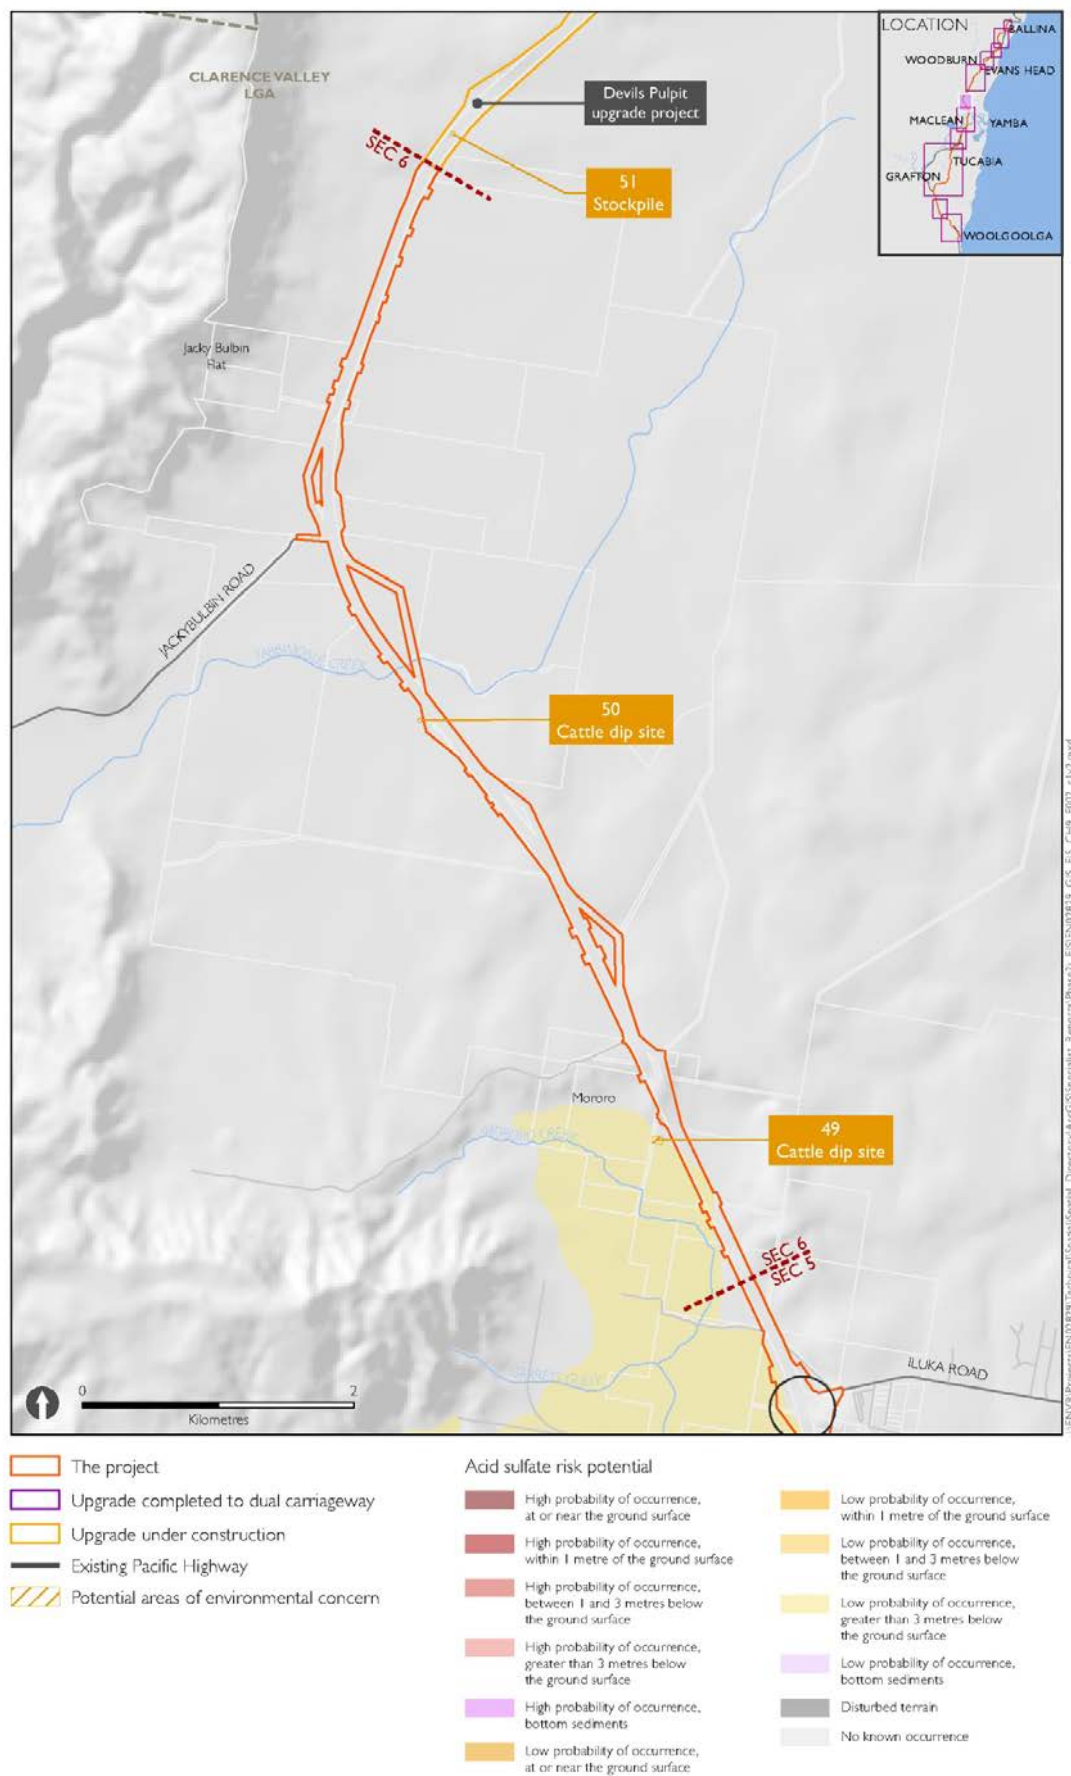 LOCATION
BALLINA
WOODBURN
EVANS HEAD
MACLEAN
YAMBA
TUCABIA
GRAFTON
WOOLGOOLGA
CLARENCE VALLEY
LGA
Devils Pulpit
upgrade project
SEC 6
51
Stockpile
Jacky Bulbin
Flat
JACKYBULBIN ROAD
TABBIMOBLE CREEK
50
Cattle dip site
Mororo
MORORO CREEK
49
Cattle dip site
SEC 6
SEC 5
ILUKA ROAD
0
2
Kilometres
The project
Upgrade completed to dual carriageway
Upgrade under construction
Existing Pacific Highway
Potential areas of environmental concern
Acid sulfate risk potential
High probability of occurrence,
at or near the ground surface
High probability of occurrence,
within 1 metre of the ground surface
High probability of occurrence,
between 1 and 3 metres below
the ground surface
High probability of occurrence,
greater than 3 metres below
the ground surface
High probability of occurrence,
bottom sediments
Low probability of occurrence,
at or near the ground surface
Low probability of occurrence,
within 1 metre of the ground surface
Low probability of occurrence,
between 1 and 3 metres below
the ground surface
Low probability of occurrence,
greater than 3 metres below
the ground surface
Low probability of occurrence,
bottom sediments
Disturbed terrain
No known occurrence